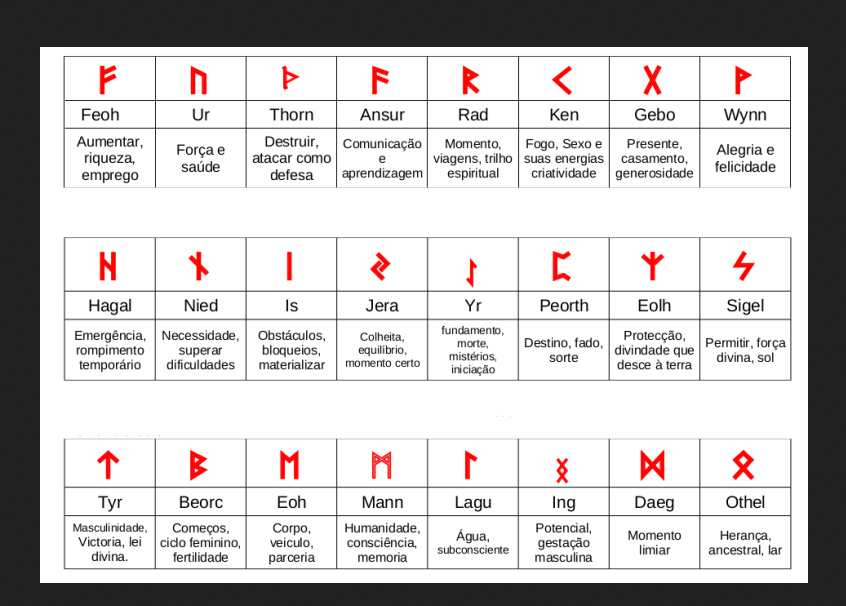 ᚠ ᚢ ᚦ ᚨ ᚱ ᚲ ᚷ ᚹ
Feoh Ur Thorn Ansur Rad Ken Gebo Wynn
Aumentar,
riqueza,
emprego
Força e
saúde
Destruir,
atacar como
defesa
Comunicação
e
aprendizagem
Momento,
viagens, trilho
espiritual
Fogo, Sexo e
suas energias
criatividade
Presente,
casamento,
generosidade
Alegria e
felicidade
ᚺ ᚾ ᛁ ᛃ ᛇ ᛈ ᛉ ᛋ
Hagal Nied Is Jera Yr Peorth Eolh Sigel
Emergência,
rompimento
temporário
Necessidade,
superar
dificuldades
Obstáculos,
bloqueios,
materializar
Colheita,
equilíbrio,
momento certo
fundamento,
morte,
mistérios,
iniciação
Destino, fado,
sorte
Protecção,
divindade que
desce à terra
Permitir, força
divina, sol
ᛏ ᛒ ᛖ ᛗ ᛚ ᛝ ᛞ ᛟ
Tyr Beorc Eoh Mann Lagu Ing Daeg Othel
Masculinidade,
Victoria, lei
divina.
Começos,
ciclo feminino,
fertilidade
Corpo,
veiculo,
parceria
Humanidade,
consciência,
memoria
Água,
subconsciente
Potencial,
gestação
masculina
Momento
limiar
Herança,
ancestral, lar